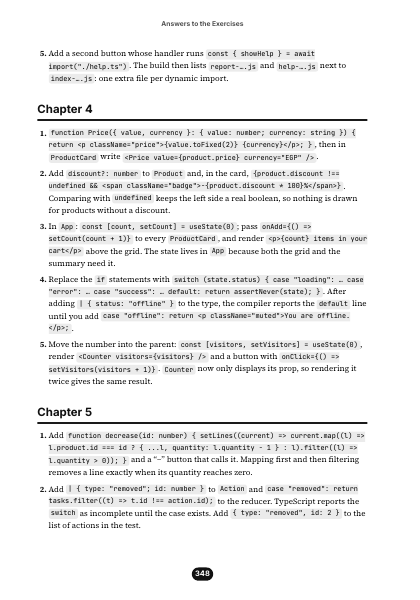 Answers to the Exercises
5. Add a second button whose handler runs const { showHelp } = await
import("./help.ts") . The build then lists report-….js and help-….js next to
index-….js : one extra file per dynamic import.
Chapter 4
1. function Price({ value, currency }: { value: number; currency: string }) {
return <p className="price">{value.toFixed(2)} {currency}</p>; } , then in
ProductCard write <Price value={product.price} currency="EGP" /> .
2. Add discount?: number to Product and, in the card, {product.discount !==
undefined && <span className="badge">-{product.discount * 100}%</span>} .
Comparing with undefined keeps the left side a real boolean, so nothing is drawn
for products without a discount.
3. In App : const [count, setCount] = useState(0) ; pass onAdd={() =>
setCount(count + 1)} to every ProductCard , and render <p>{count} items in your
cart</p> above the grid. The state lives in App because both the grid and the
summary need it.
4. Replace the if statements with switch (state.status) { case "loading": … case
"error": … case "success": … default: return assertNever(state); } . After
adding | { status: "offline" } to the type, the compiler reports the default line
until you add case "offline": return <p className="muted">You are offline.
</p>; .
5. Move the number into the parent: const [visitors, setVisitors] = useState(0) ,
render <Counter visitors={visitors} /> and a button with onClick={() =>
setVisitors(visitors + 1)} . Counter now only displays its prop, so rendering it
twice gives the same result.
Chapter 5
1. Add function decrease(id: number) { setLines((current) => current.map((l) =>
l.product.id === id ? { ...l, quantity: l.quantity - 1 } : l).filter((l) =>
l.quantity > 0)); } and a “–” button that calls it. Mapping first and then filtering
removes a line exactly when its quantity reaches zero.
2. Add | { type: "removed"; id: number } to Action and case "removed": return
tasks.filter((t) => t.id !== action.id); to the reducer. TypeScript reports the
switch as incomplete until the case exists. Add { type: "removed", id: 2 } to the
list of actions in the test.
348